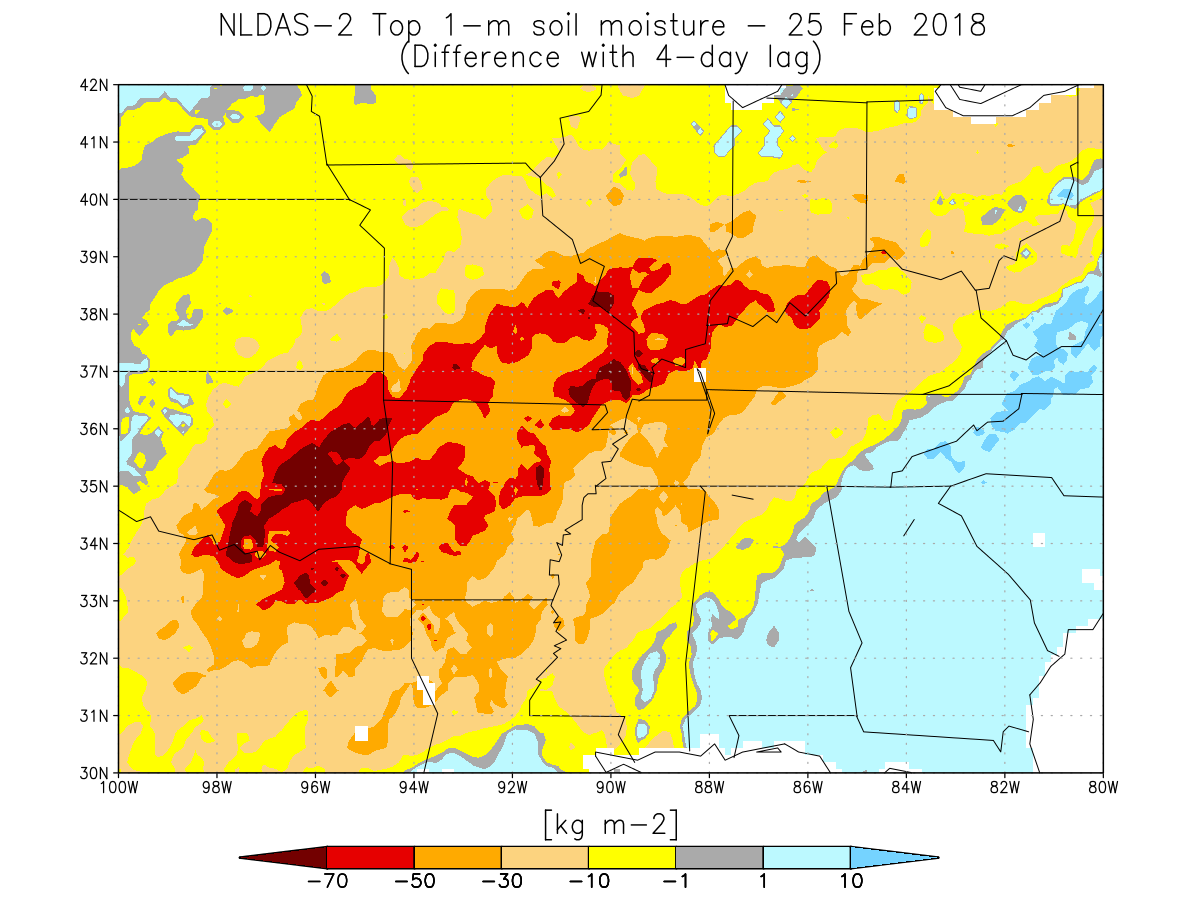 NLDAS−2 Top 1−m soil moisture − 25 Feb 2018
(Difference with 4−day lag)
42N
41N
40N
39N
38N
37N
36N
35N
34N
33N
32N
31N
30N
100W 98W 96W 94W 92W 90W 88W 86W 84W 82W 80W
[kg m−2]
−70 −50 −30 −10 −1 1 10